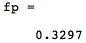 fp =
0.3297